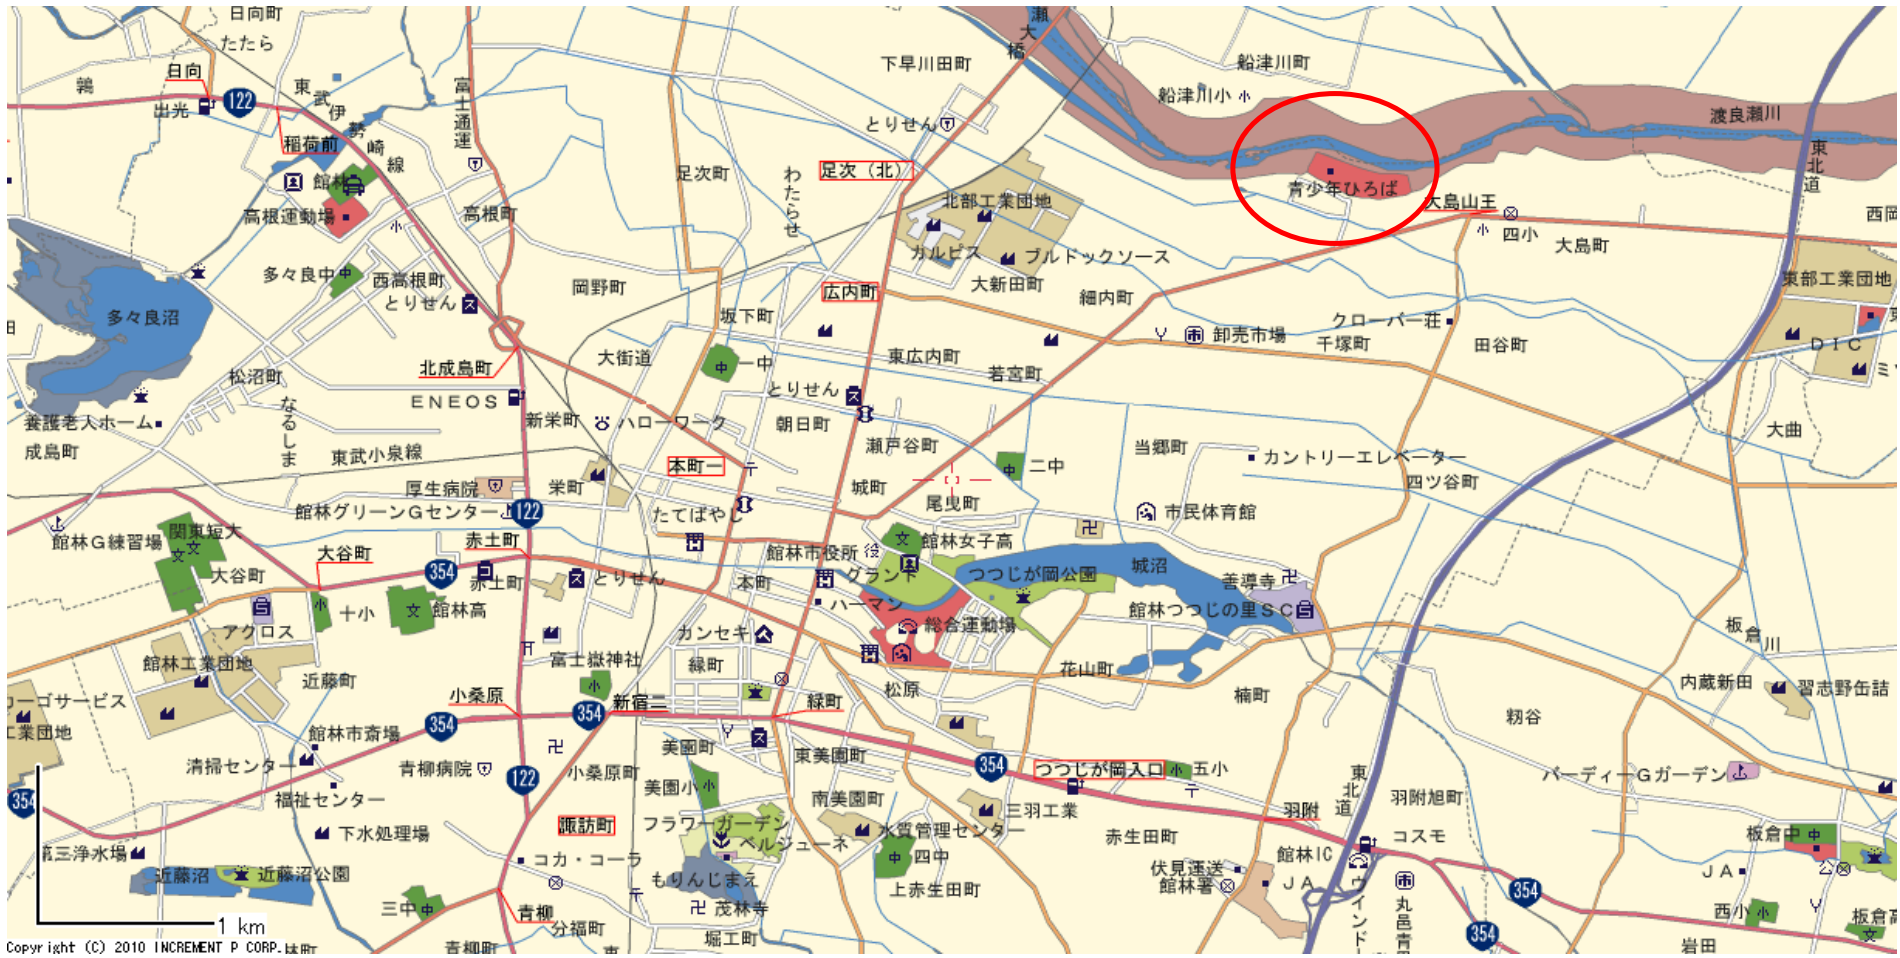 日向町
たたら
鶉
日向
出光
122
東武伊勢崎線
稲荷前
富士通運
館林
高根運動場
高根町
多々良中
西高根町
とりせん
多々良沼
松沼町
北成島町
ENEOS
養護老人ホーム
成島町
なるしま
東武小泉線
新栄町
ハローワーク
大街道
岡野町
坂下町
一中
足次町
わたらせ
下早川田町
とりせん
足次（北）
瀬大橋
船津川町
船津川小
渡良瀬川
東北道
青少年ひろば
大島山王
四小
大島町
西岡
北部工業団地
カルピス
ブルドックソース
大新田町
広内町
細内町
東広内町
若宮町
卸売市場
クローバー荘
千塚町
田谷町
東部工業団地
DIC
ミ
大曲
とりせん
朝日町
瀬戸谷町
本町一
城町
尾曳町
二中
当郷町
カントリーエレベーター
四ツ谷町
市民体育館
厚生病院
栄町
館林グリーンGセンター
122
たてばやし
館林G練習場
関東短大
大谷町
大谷町
354
赤土町
赤土町
とりせん
本町
館林市役所
館林女子高
グランド
ハーマン
つつじが岡公園
城沼
善導寺
館林つつじの里SC
総合運動場
十小
館林高
アクロス
館林工業団地
カーゴサービス
工業団地
近藤町
富士嶽神社
カンセキ
緑町
松原
花山町
楠町
板倉川
内蔵新田
習志野缶詰
籾谷
小桑原
354
354
新宿二
緑町
館林市斎場
清掃センター
青柳病院
122
小桑原町
美園町
美園小
東美園町
354
つつじが岡入口
五小
東北道
羽附旭町
バーディーGガーデン
福祉センター
354
下水処理場
第三浄水場
諏訪町
フラワーガーデン
ベルジューネ
南美園町
水質管理センター
三羽工業
四中
赤生田町
羽附
館林IC
コスモ
板倉中
近藤沼
近藤沼公園
コカ・コーラ
もりんじまえ
茂林寺
上赤生田町
伏見運送
館林署
JA
JA
354
三中
青柳
分福町
堀工町
青柳町
西小
354
岩田
板倉高
1 km
Copyright (C) 2010 INCREMENT P CORP.